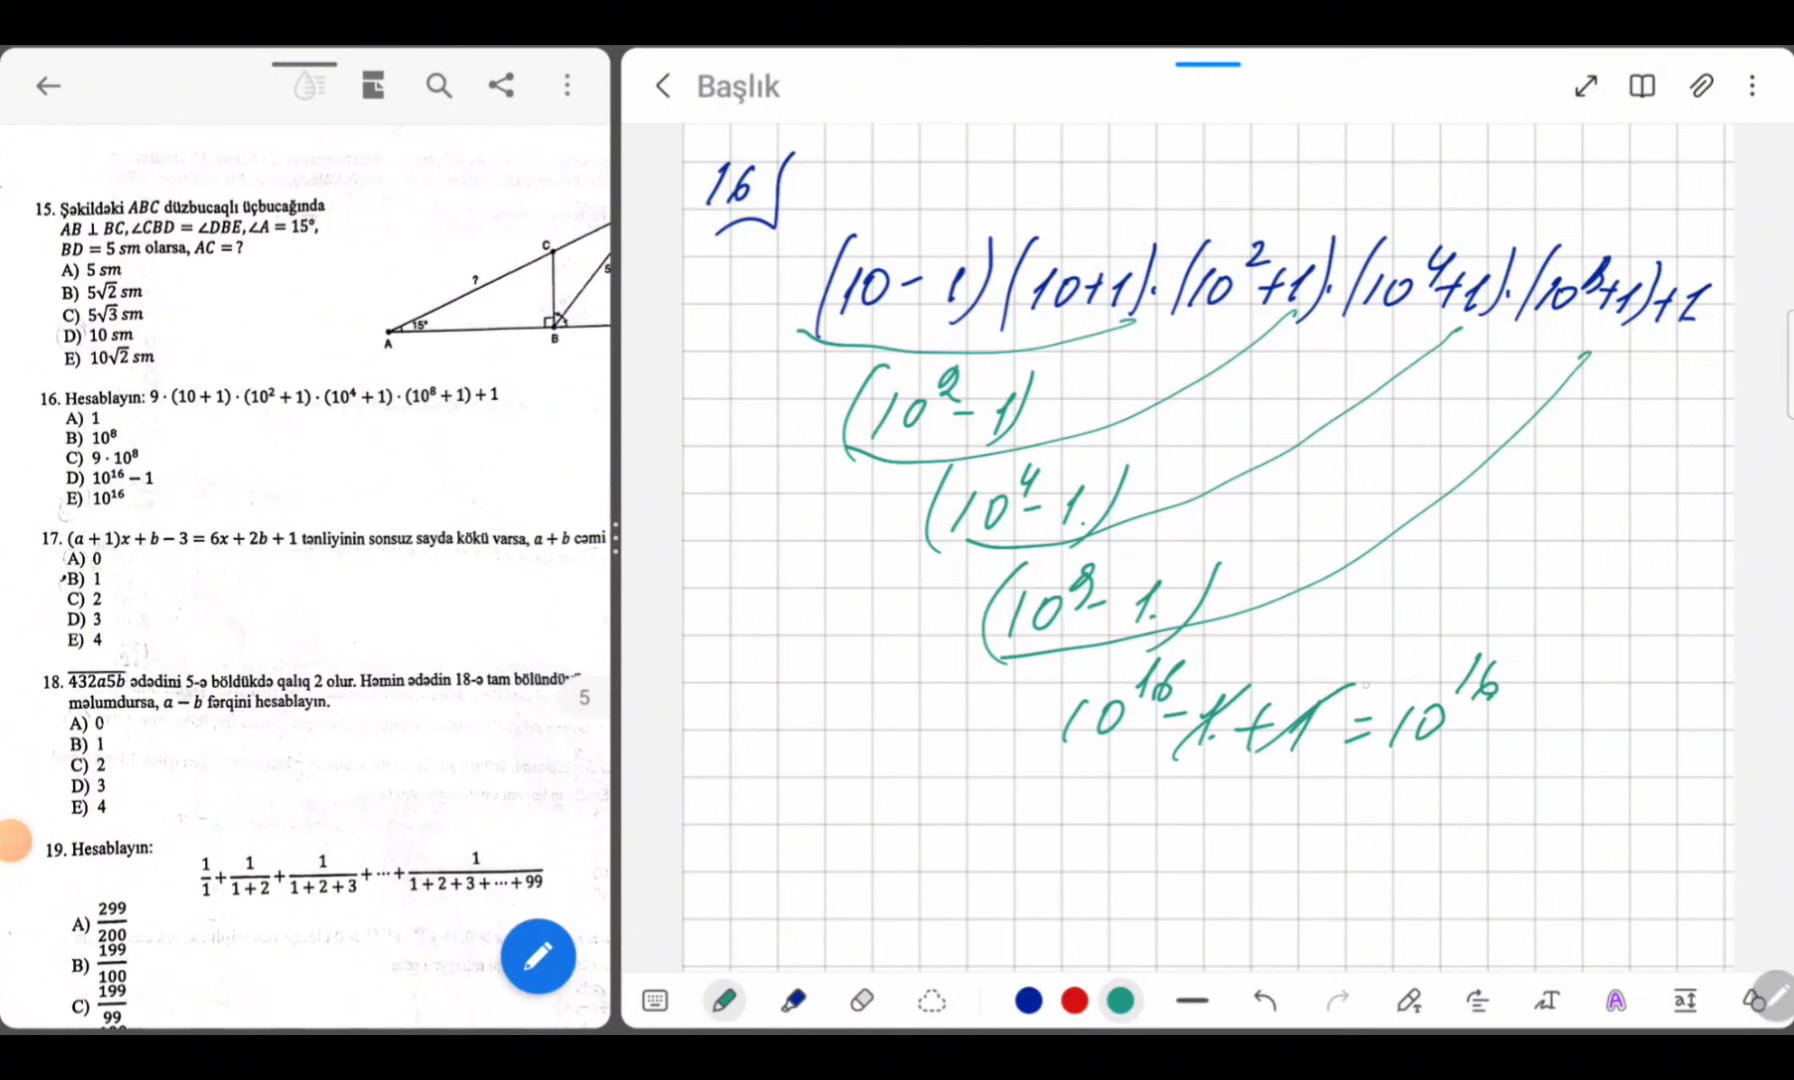 Başlık
15. Şəkildəki ABC düzbucaqlı üçbucağında
AB ⊥ BC, ∠CBD = ∠DBE, ∠A = 15°,
BD = 5 sm olarsa, AC = ?
A) 5 sm
B) 5√2 sm
C) 5√3 sm
D) 10 sm
E) 10√2 sm
C
?
5
15°
A
B
16. Hesablayın: 9 · (10 + 1) · (10² + 1) · (10⁴ + 1) · (10⁸ + 1) + 1
A) 1
B) 10⁸
C) 9 · 10⁸
D) 10¹⁶ − 1
E) 10¹⁶
17. (a + 1)x + b − 3 = 6x + 2b + 1 tənliyinin sonsuz sayda kökü varsa, a + b cəmi
A) 0
B) 1
C) 2
D) 3
E) 4
18. 432a5b ədədini 5-ə böldükdə qalıq 2 olur. Həmin ədədin 18-ə tam bölündü
məlumdursa, a − b fərqini hesablayın.
A) 0
B) 1
C) 2
D) 3
E) 4
5
19. Hesablayın:
1/1 + 1/(1 + 2) + 1/(1 + 2 + 3) + ··· + 1/(1 + 2 + 3 + ··· + 99)
A) 299/200
B) 199/100
C) 199/99
16
(10 - 1)(10+1)·(10²+1)·(10⁴+1)·(10⁸+1)+1
(10² - 1)
(10⁴ - 1)
(10⁸ - 1)
10¹⁶ - 1 + 1 = 10¹⁶